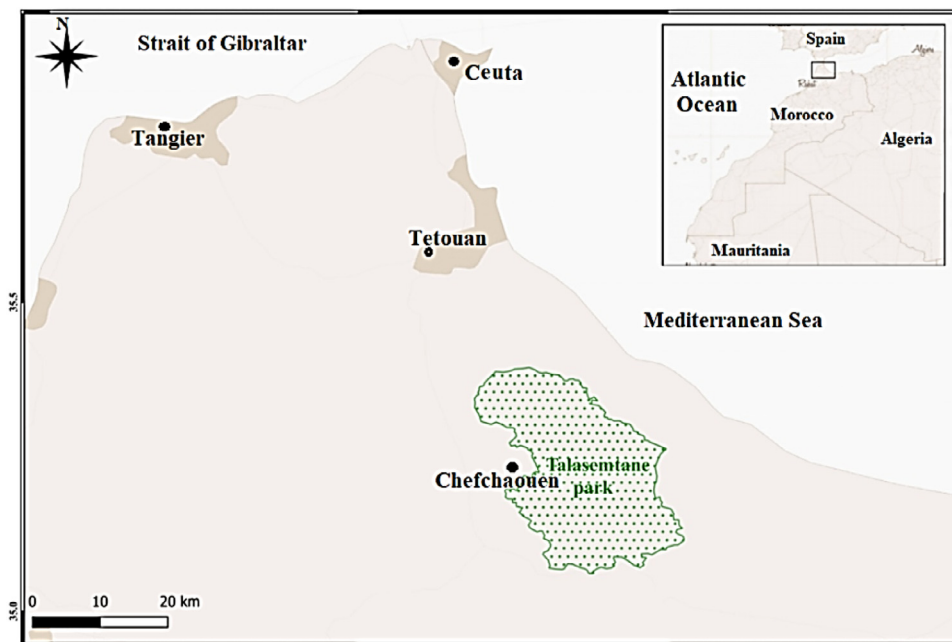 N
Strait of Gibraltar
Ceuta
Tangier
Tetouan
Mediterranean Sea
Talasemtane
park
Chefchaouen
35.5
35.0
0 10 20 km
Spain
Atlantic
Ocean
Rabat
Morocco
Algeria
Mauritania